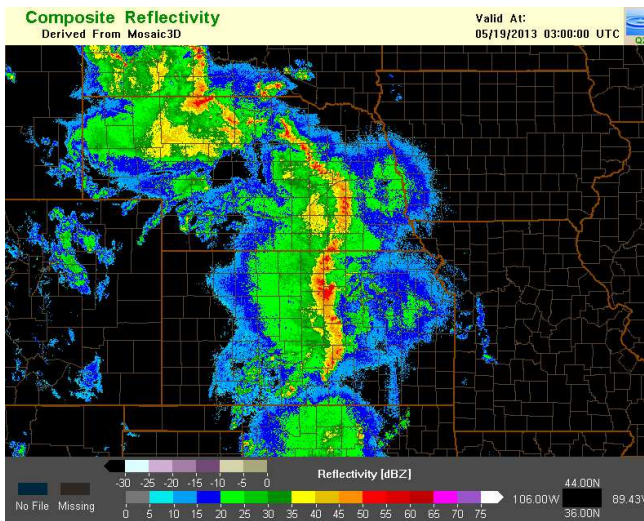 Composite Reflectivity
Derived From Mosaic3D
Valid At:
05/19/2013 03:00:00 UTC
-30 -25 -20 -15 -10 -5 0
Reflectivity [dBZ]
No File
Missing
0 5 10 15 20 25 30 35 40 45 50 55 60 65 70 75
44.00N
106.00W
89.43W
36.00N